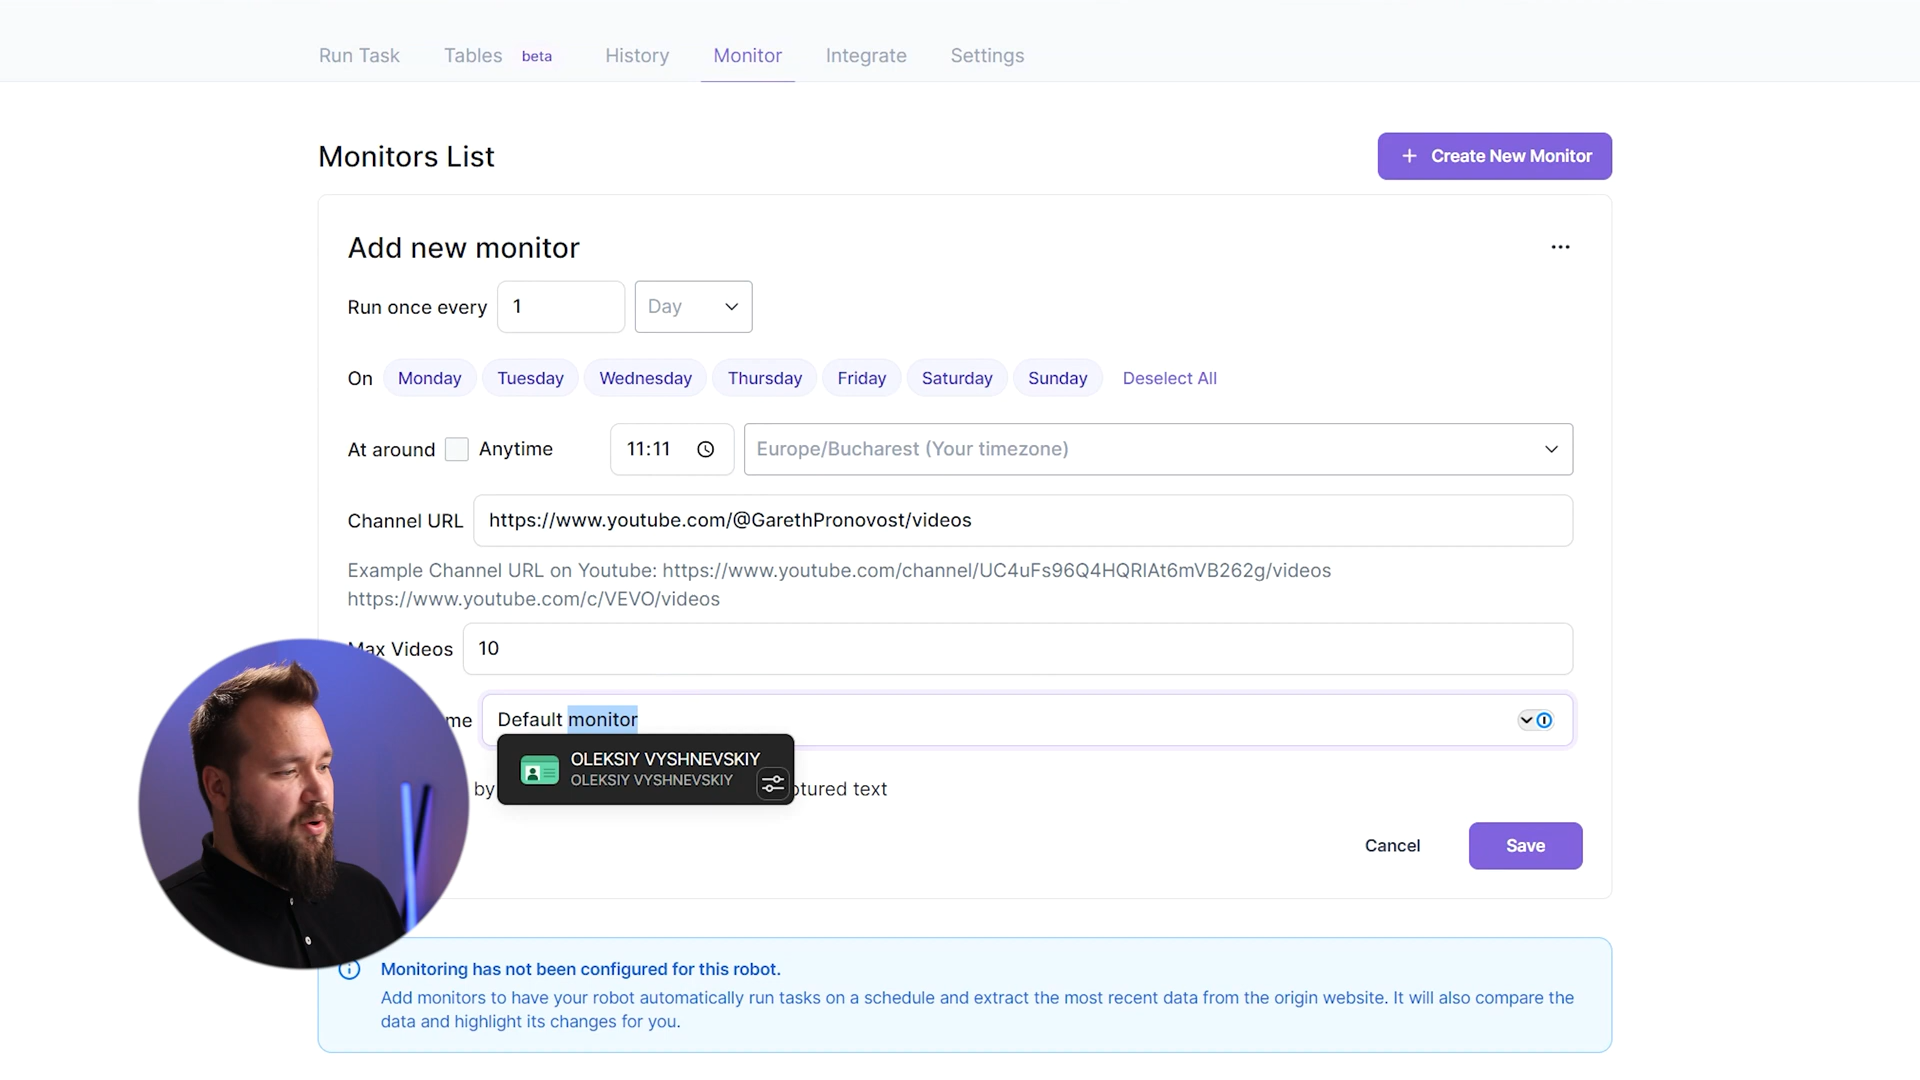 Run Task Tables beta History Monitor Integrate Settings
Monitors List
+ Create New Monitor
Add new monitor
Run once every 1 Day
On Monday Tuesday Wednesday Thursday Friday Saturday Sunday Deselect All
At around Anytime 11:11 Europe/Bucharest (Your timezone)
Channel URL https://www.youtube.com/@GarethPronovost/videos
Example Channel URL on Youtube: https://www.youtube.com/channel/UC4uFs96Q4HQRIAt6mVB262g/videos
https://www.youtube.com/c/VEVO/videos
Max Videos 10
me Default monitor
OLEKSIY VYSHNEVSKIY
OLEKSIY VYSHNEVSKIY
by ptured text
Cancel Save
Monitoring has not been configured for this robot.
Add monitors to have your robot automatically run tasks on a schedule and extract the most recent data from the origin website. It will also compare the
data and highlight its changes for you.